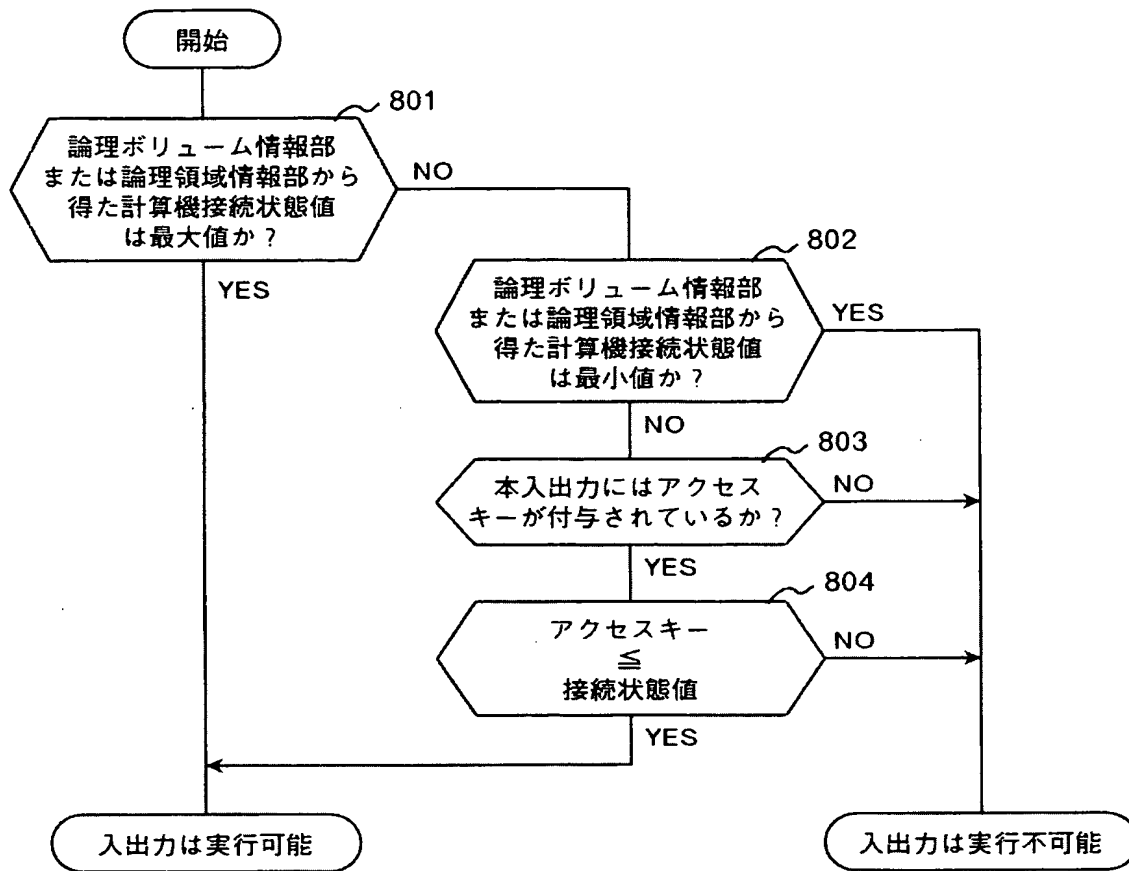 開始
801
論理ボリューム情報部
または論理領域情報部から
得た計算機接続状態値
は最大値か?
NO
YES
802
論理ボリューム情報部
または論理領域情報部から
得た計算機接続状態値
は最小値か?
YES
NO
803
本入出力にはアクセス
キーが付与されているか?
NO
YES
804
アクセスキー
≦
接続状態値
NO
YES
入出力は実行可能
入出力は実行不可能